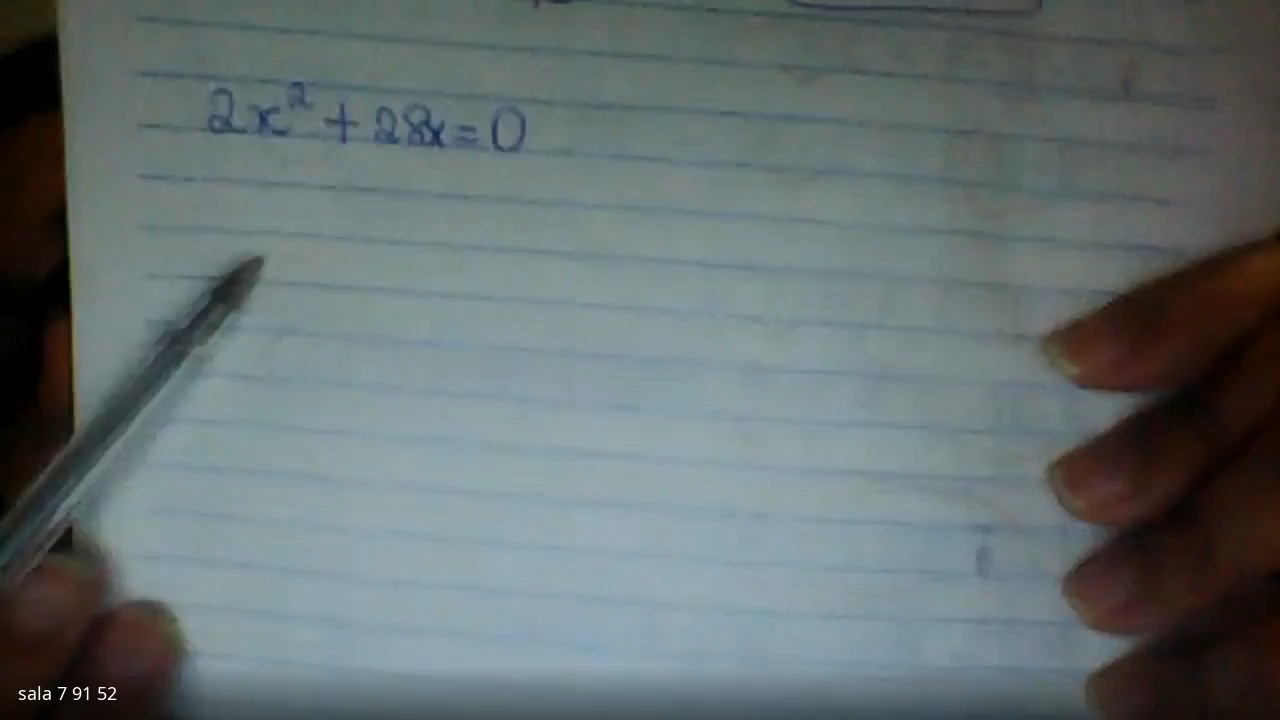 2x² + 28x = 0
sala 7 91 52